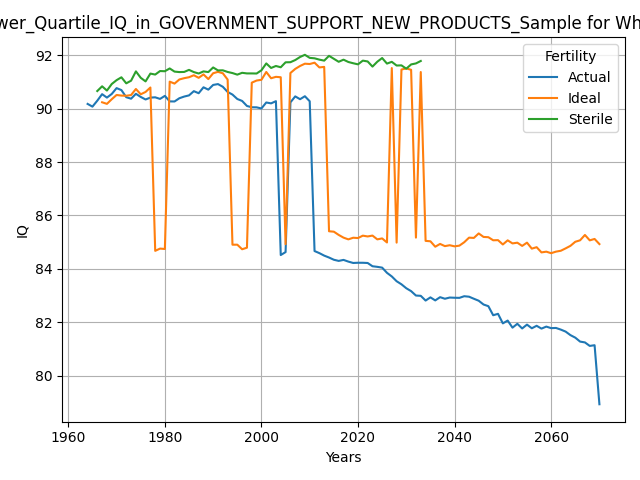 wer_Quartile_IQ_in_GOVERNMENT_SUPPORT_NEW_PRODUCTS_Sample for Wh
Fertility
Actual
Ideal
Sterile
92
90
88
86
84
82
80
IQ
1960
1980
2000
2020
2040
2060
Years